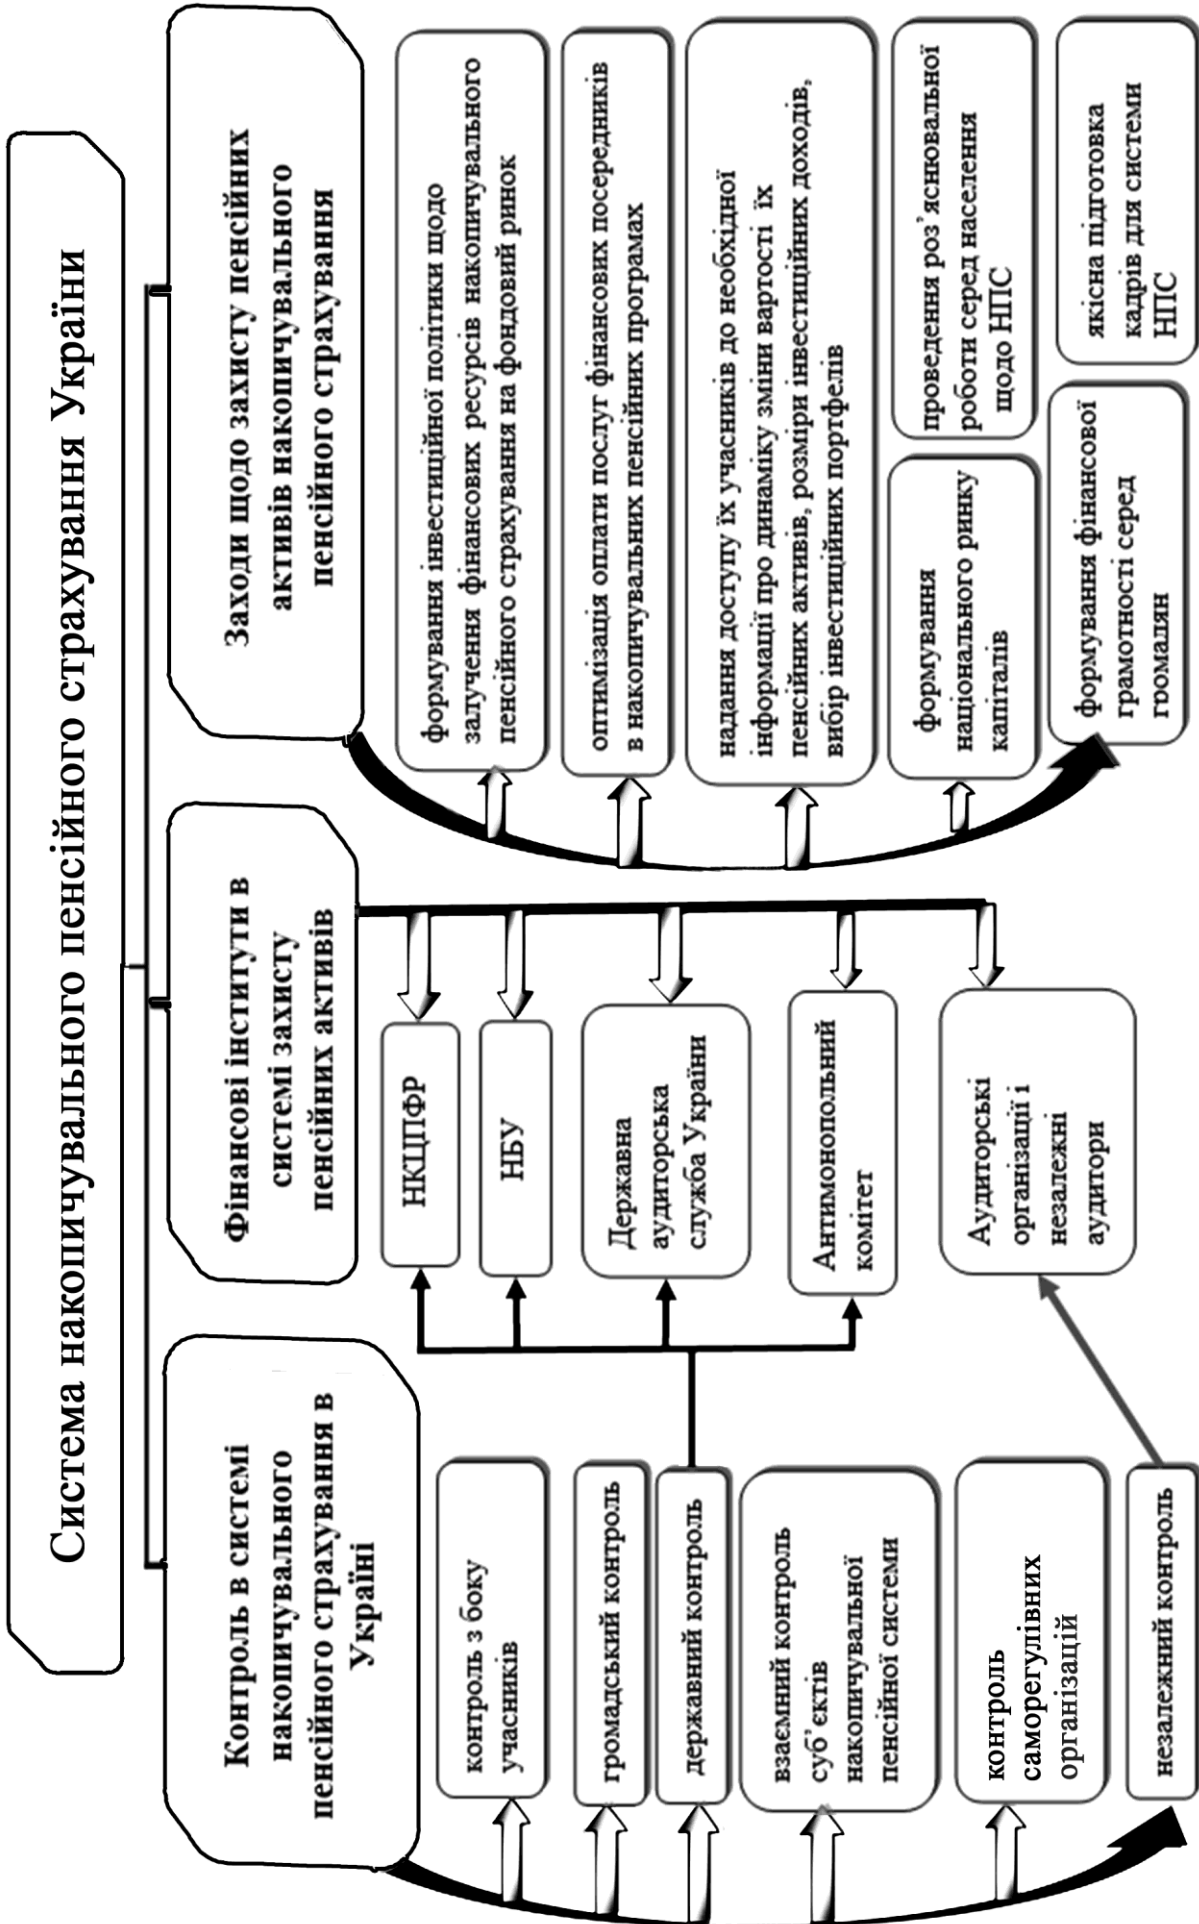 Система накопичувального пенсійного страхування України
Контроль в системі
накопичувального
пенсійного страхування в
Україні
контроль з боку
учасників
громадський контроль
державний контроль
взаємний контроль
суб’єктів
накопичувальної
пенсійної системи
контроль
саморегулівних
організацій
незалежний контроль
Фінансові інститути в
системі захисту
пенсійних активів
НКЦПФР
НБУ
Державна
аудиторська
служба України
Антимонопольний
комітет
Аудиторські
організації і
незалежні
аудитори
Заходи щодо захисту пенсійних
активів накопичувального
пенсійного страхування
формування інвестиційної політики щодо
залучення фінансових ресурсів накопичувального
пенсійного страхування на фондовий ринок
оптимізація оплати послуг фінансових посередників
в накопичувальних пенсійних програмах
надання доступу їх учасників до необхідної
інформації про динаміку зміни вартості їх
пенсійних активів, розміри інвестиційних доходів,
вибір інвестиційних портфелів
формування
національного ринку
капіталів
проведення роз’яснювальної
роботи серед населення
щодо НПС
формування фінансової
грамотності серед
громадян
якісна підготовка
кадрів для системи
НПС